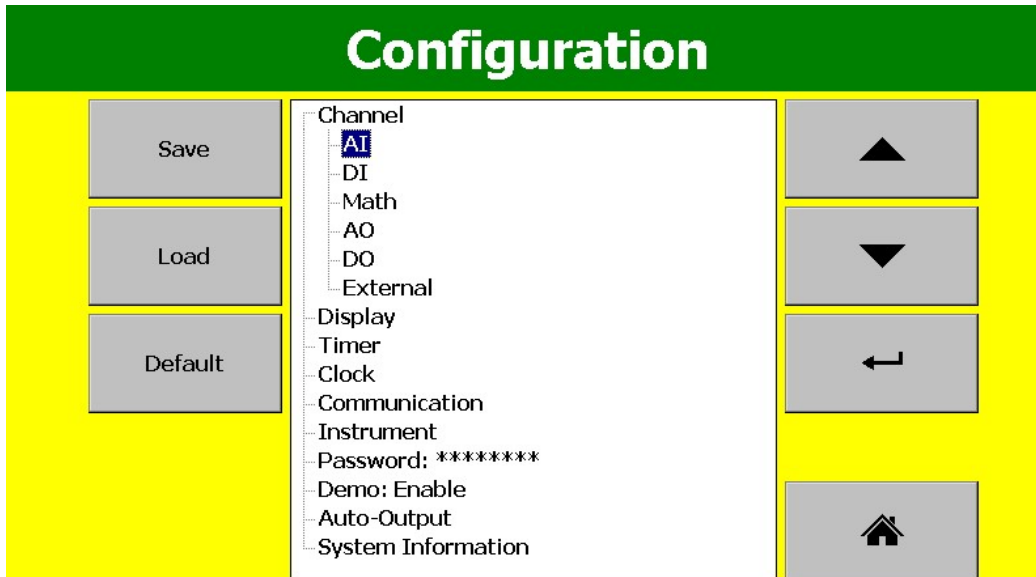 Configuration
Save
Load
Default
Channel
AI
DI
Math
AO
DO
External
Display
Timer
Clock
Communication
Instrument
Password: ********
Demo: Enable
Auto-Output
System Information